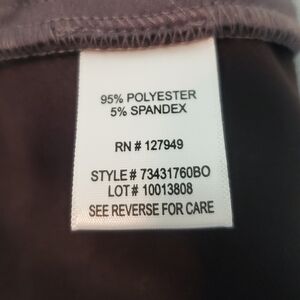 95% POLYESTER
5% SPANDEX
RN # 127949
STYLE# 73431760BO
LOT# 10013808
SEE REVERSE FOR CARE